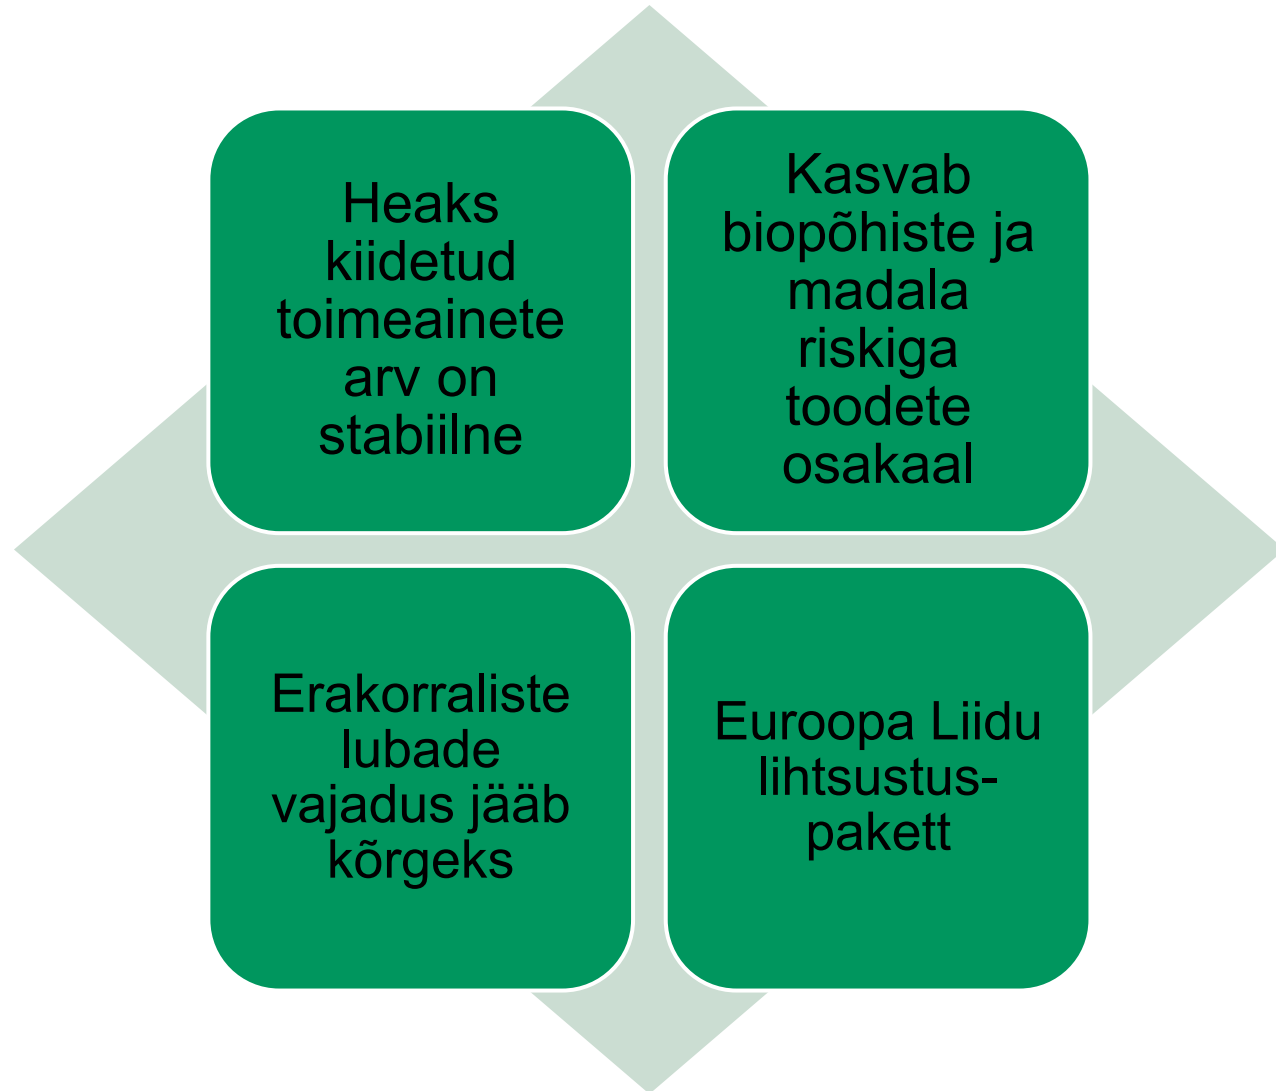 Heaks
kiidetud
toimeainete
arv on
stabiilne
Kasvab
biopõhiste ja
madala
riskiga
toodete
osakaal
Erakorraliste
lubade
vajadus jääb
kõrgeks
Euroopa Liidu
lihtsustus-
pakett